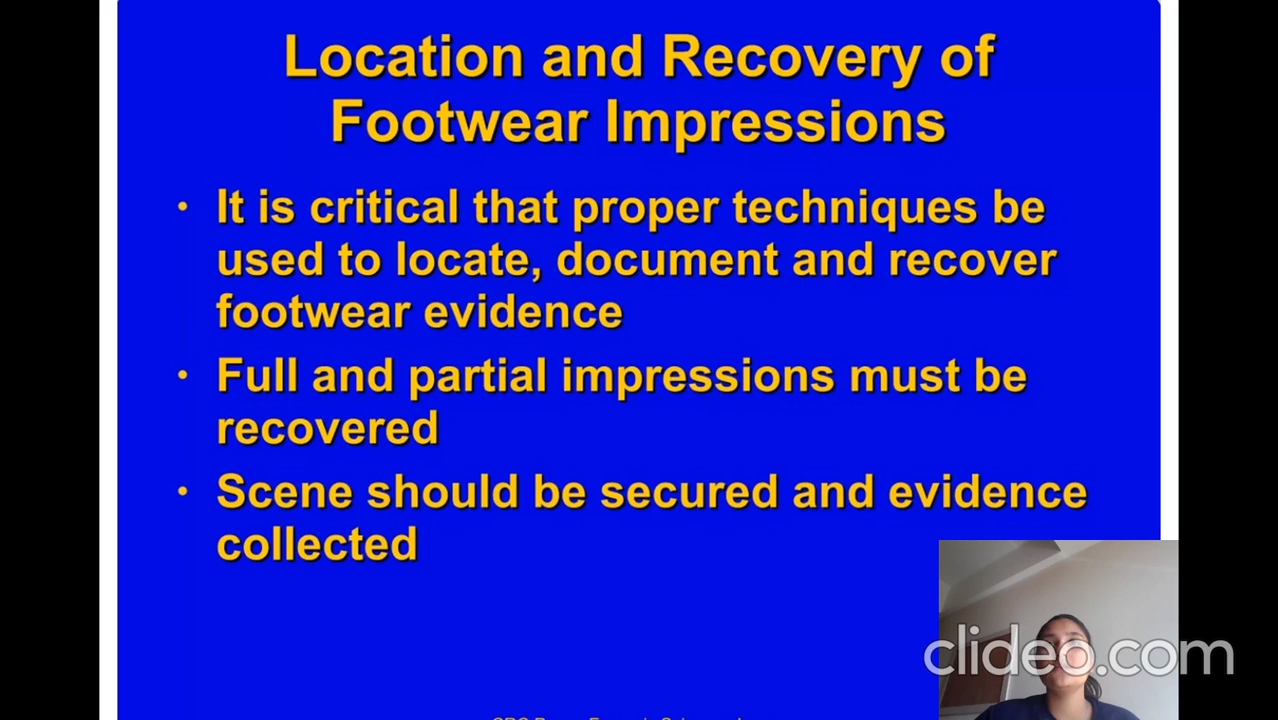 Location and Recovery of
Footwear Impressions
• It is critical that proper techniques be
used to locate, document and recover
footwear evidence
• Full and partial impressions must be
recovered
• Scene should be secured and evidence
collected
clideo.com